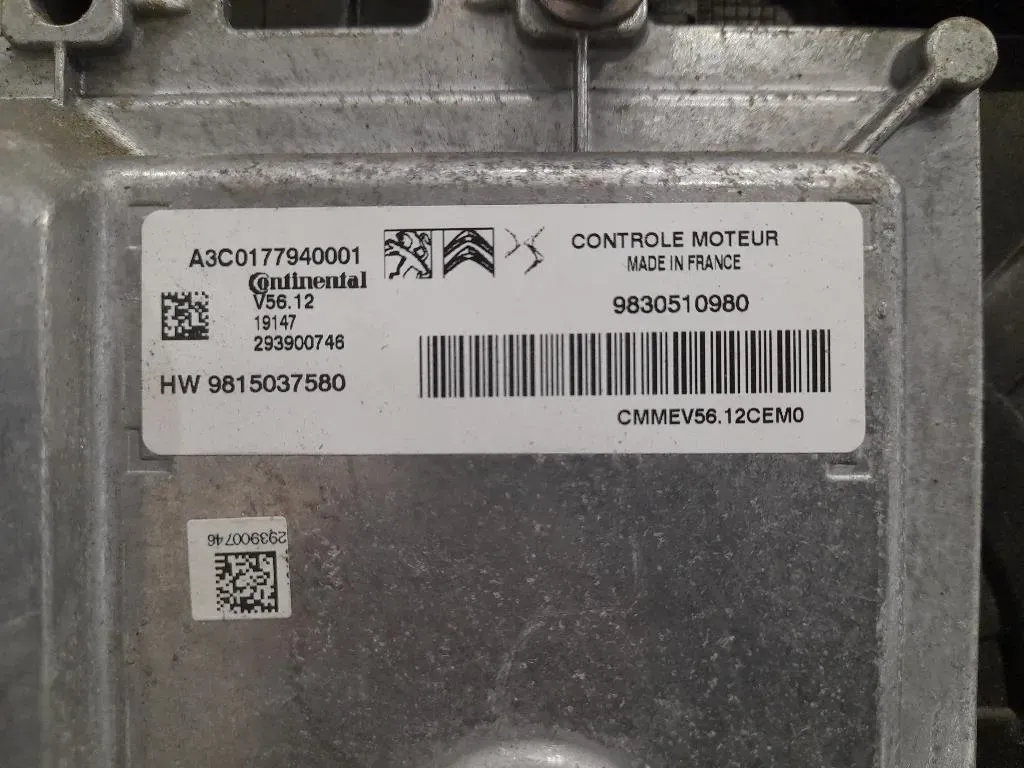 A3C0177940001
Continental
V56.12
19147
293900746
HW 9815037580
CONTROLE MOTEUR
MADE IN FRANCE
9830510980
CMMEV56.12CEM0
293900746